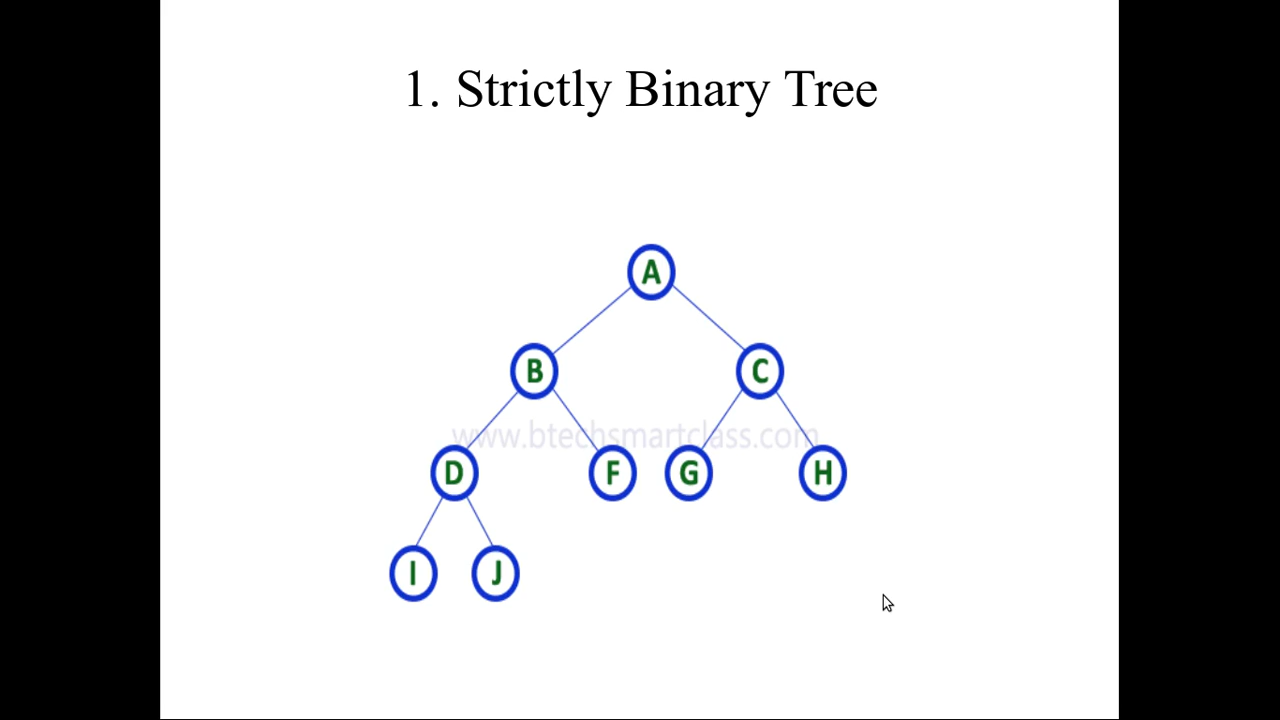 1. Strictly Binary Tree
A
B C
www.btechsmartclass.com
D F G H
I J